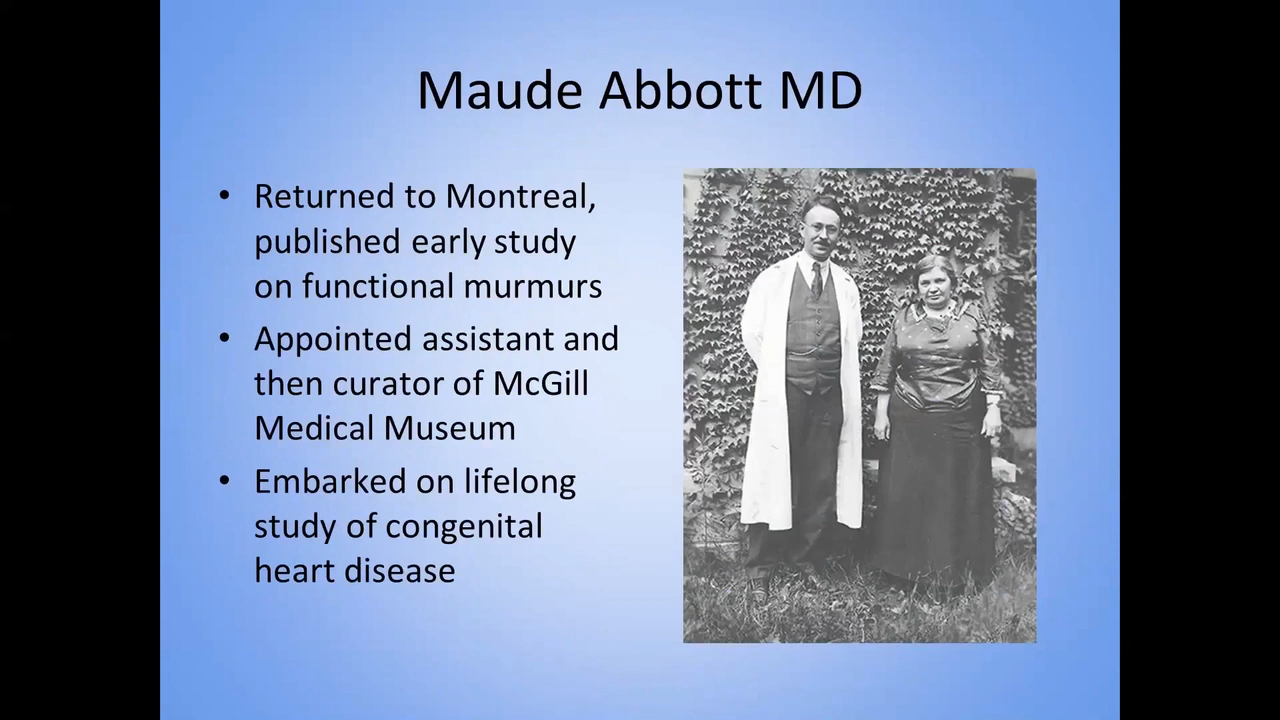 Maude Abbott MD
• Returned to Montreal,
published early study
on functional murmurs
• Appointed assistant and
then curator of McGill
Medical Museum
• Embarked on lifelong
study of congenital
heart disease